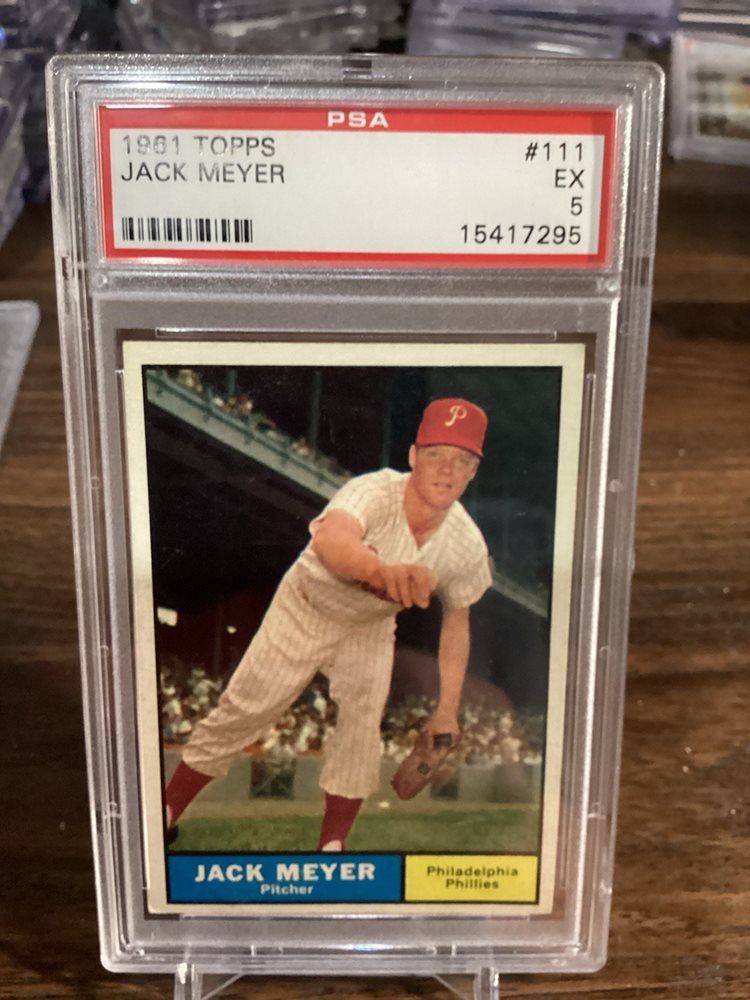 PSA
1961 TOPPS #111
JACK MEYER EX
5
15417295
P
JACK MEYER
Pitcher
Philadelphia
Phillies